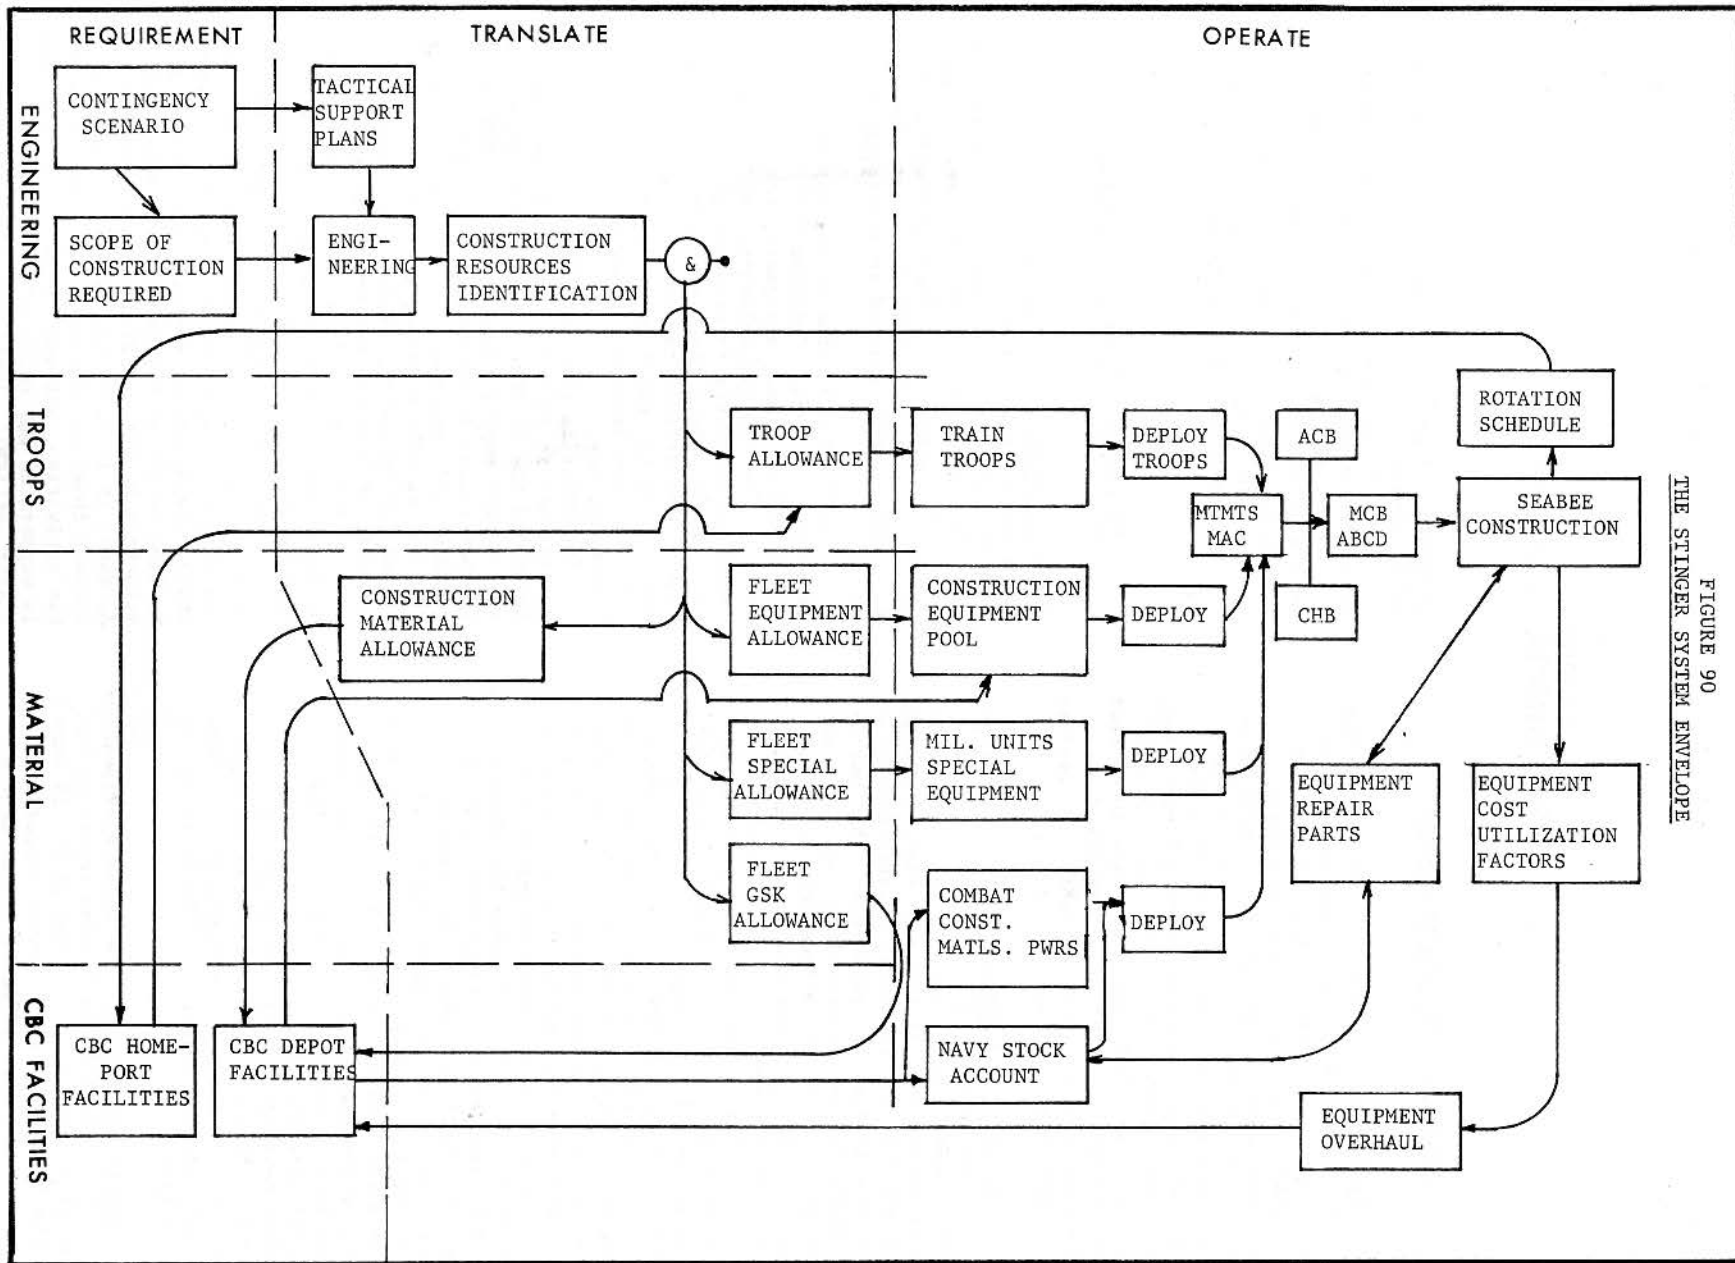 REQUIREMENT
TRANSLATE
OPERATE
ENGINEERING
CONTINGENCY
SCENARIO
TACTICAL
SUPPORT
PLANS
SCOPE OF
CONSTRUCTION
REQUIRED
ENGI-
NEERING
CONSTRUCTION
RESOURCES
IDENTIFICATION
&
TROOPS
TROOP
ALLOWANCE
TRAIN
TROOPS
DEPLOY
TROOPS
ACB
ROTATION
SCHEDULE
MTMTS
MAC
MCB
ABCD
SEABEE
CONSTRUCTION
MATERIAL
CONSTRUCTION
MATERIAL
ALLOWANCE
FLEET
EQUIPMENT
ALLOWANCE
CONSTRUCTION
EQUIPMENT
POOL
DEPLOY
CHB
FLEET
SPECIAL
ALLOWANCE
MIL. UNITS
SPECIAL
EQUIPMENT
DEPLOY
EQUIPMENT
REPAIR
PARTS
EQUIPMENT
COST
UTILIZATION
FACTORS
FLEET
GSK
ALLOWANCE
COMBAT
CONST.
MATLS. PWRS
DEPLOY
CBC FACILITIES
CBC HOME-
PORT
FACILITIES
CBC DEPOT
FACILITIES
NAVY STOCK
ACCOUNT
EQUIPMENT
OVERHAUL
FIGURE 90
THE STINGER SYSTEM ENVELOPE